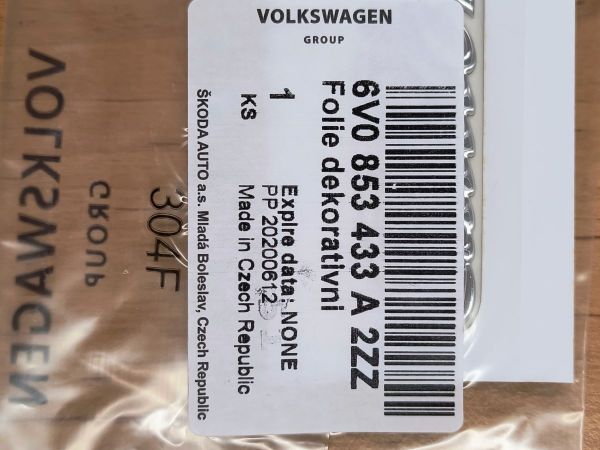 VOLKSWAGEN
GROUP
6V0 853 433 A 2ZZ
Folie dekorativni
1
KS
Expire data: NONE
PP 20200612
Made in Czech Republic
ŠKODA AUTO a.s. Mladá Boleslav, Czech Republic
304F
GROUP
VOLKSWAGEN